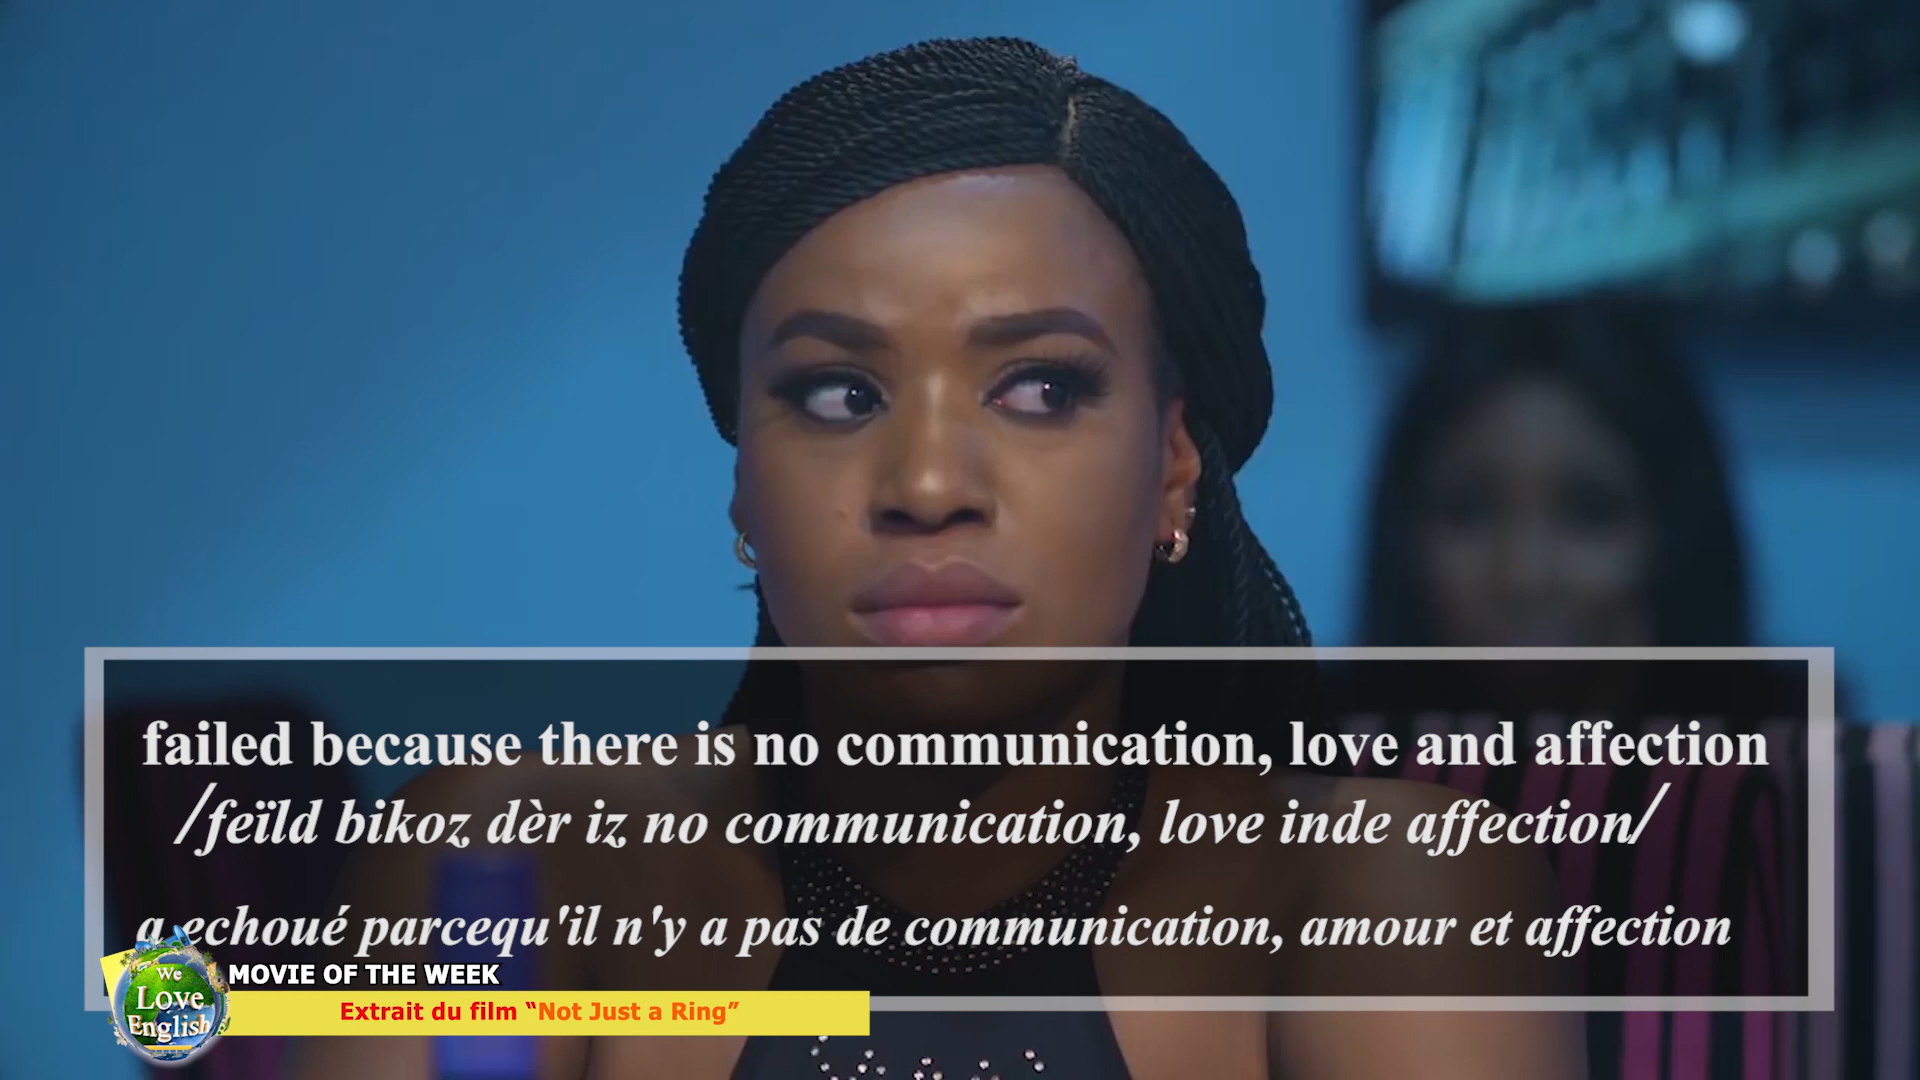 failed because there is no communication, love and affection
/feïld bikoz dèr iz no communication, love inde affection/
a echoué parcequ'il n'y a pas de communication, amour et affection
MOVIE OF THE WEEK
Extrait du film “Not Just a Ring”
We
Love
English